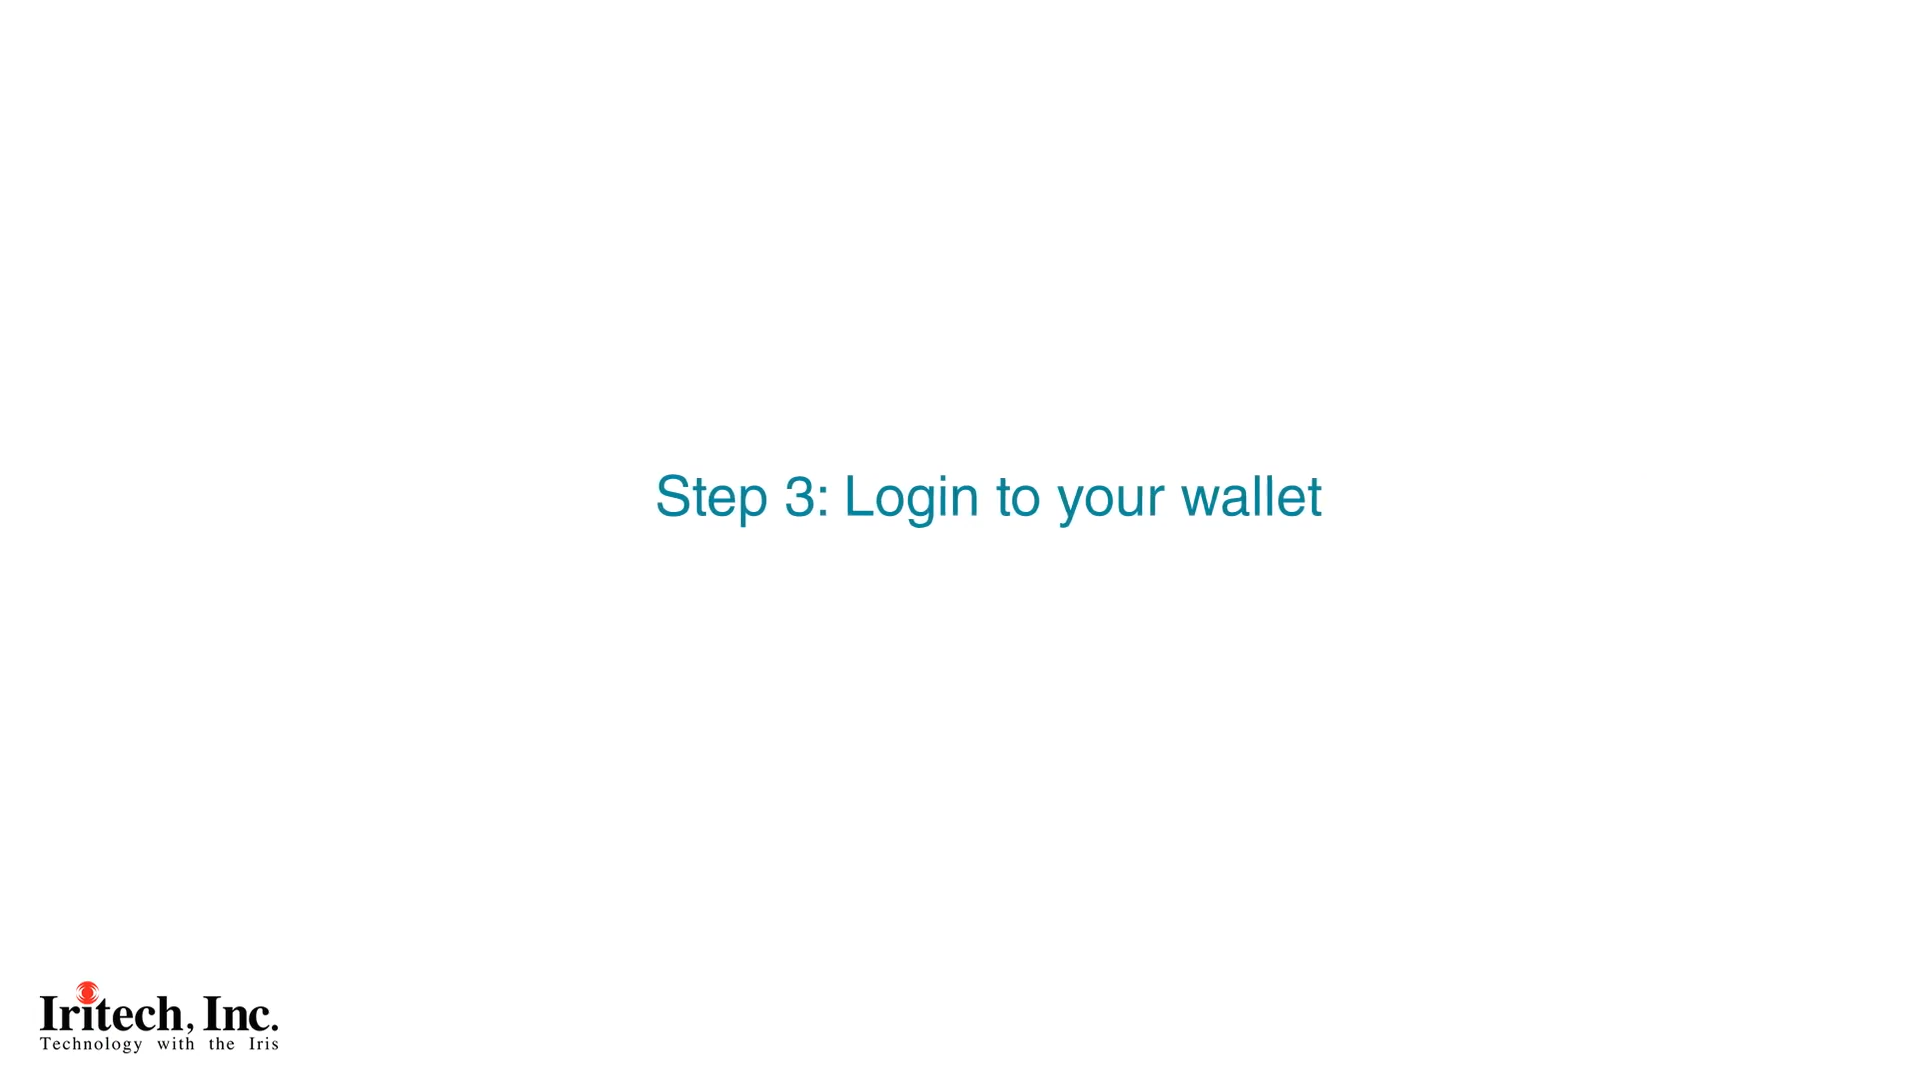 Step 3: Login to your wallet
Iritech, Inc.
Technology with the Iris